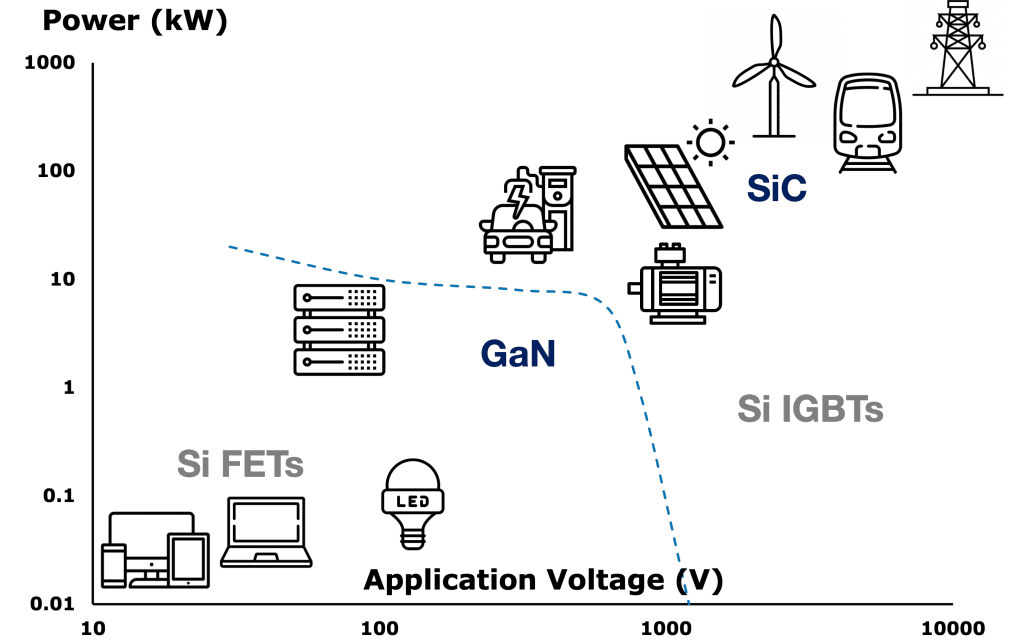 Power (kW)
1000
100
SiC
10
GaN
1
Si IGBTs
Si FETs
0.1
LED
Application Voltage (V)
0.01
10
100
1000
10000